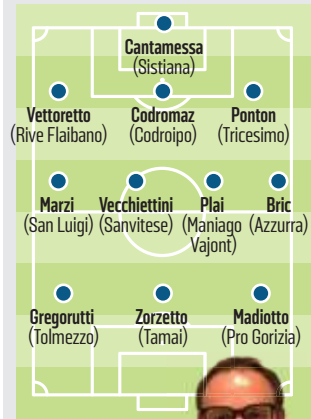 Cantamessa
(Sistiana)
Vettoretto Codromaz Ponton
(Rive Flaibano) (Codroipo) (Tricesimo)
Marzi Vecchiettini Plai Bric
(San Luigi) (Sanvitese) (Maniago (Azzurra)
Vajont)
Gregorutti Zorzetto Madiotto
(Tolmezzo) (Tamai) (Pro Gorizia)